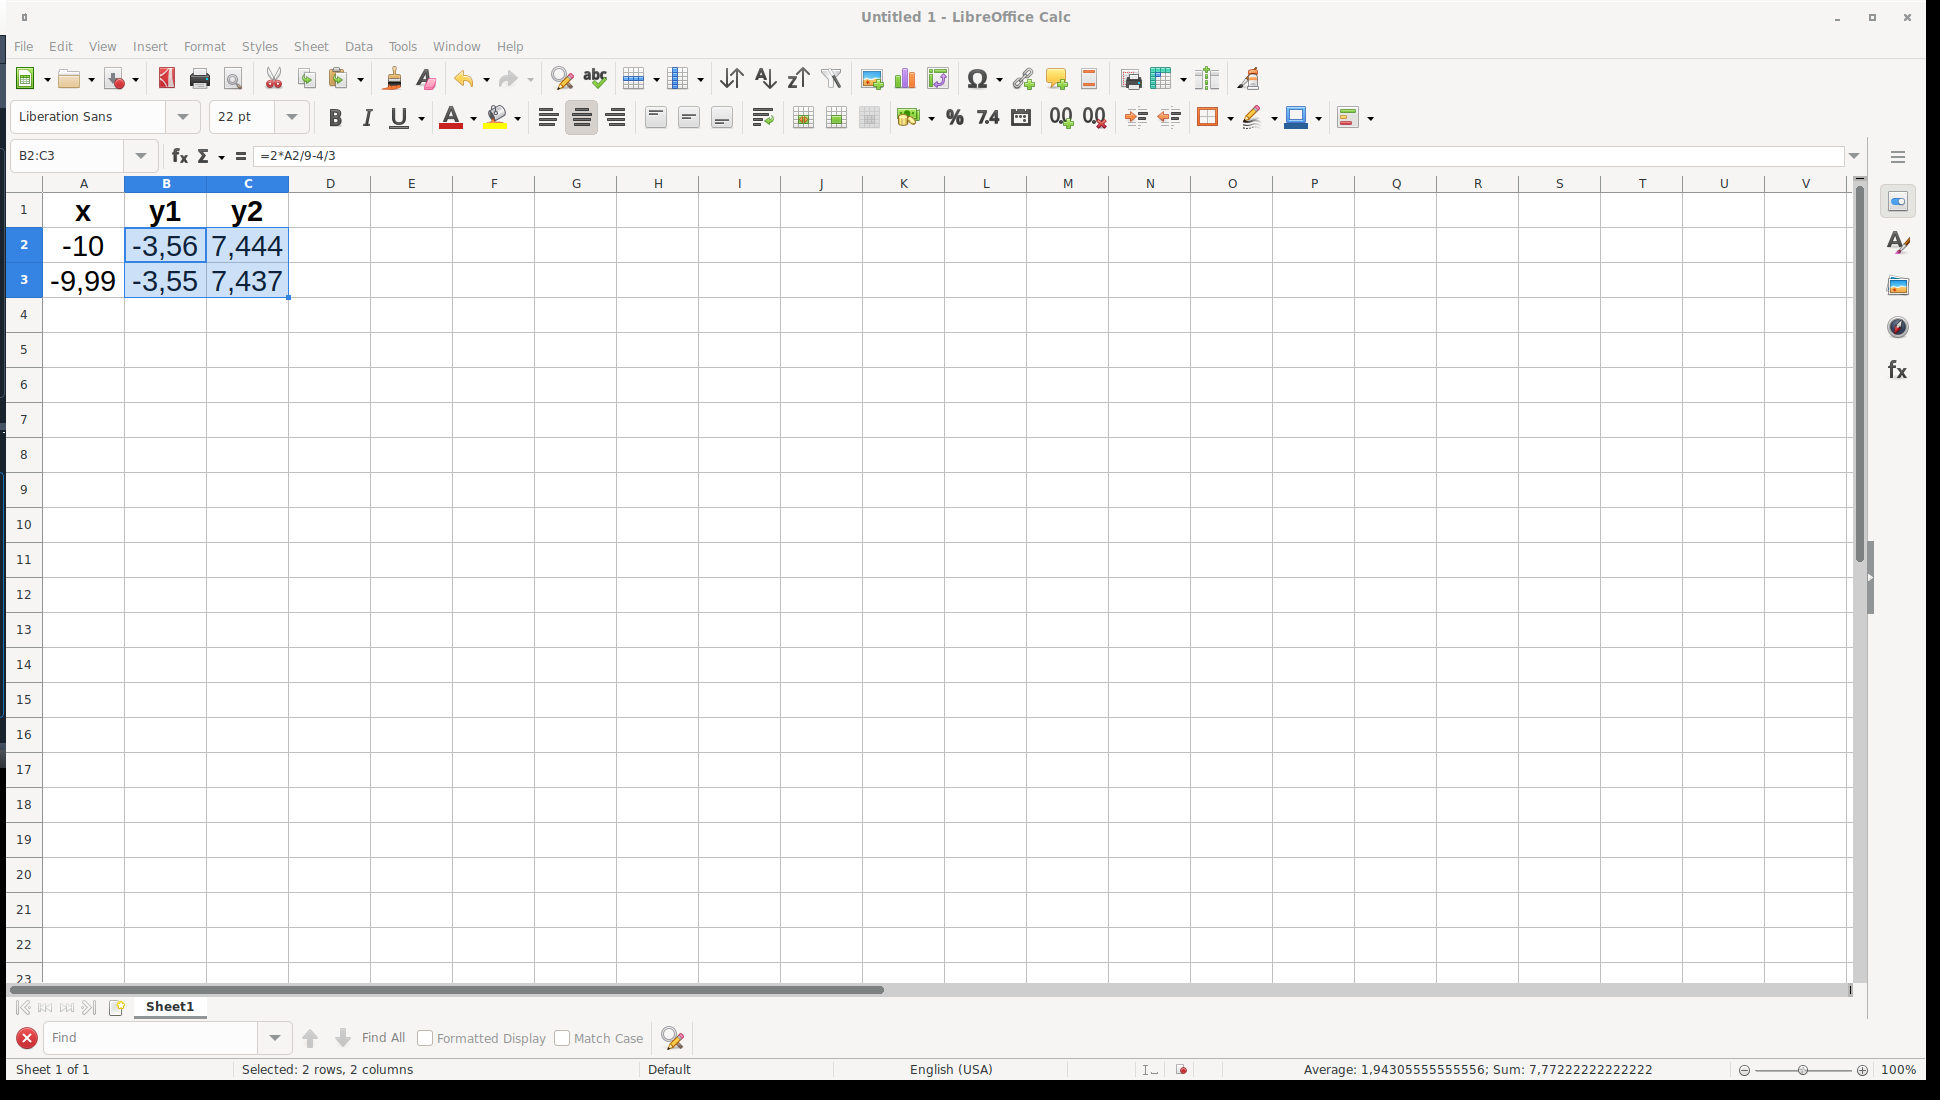 Untitled 1 - LibreOffice Calc
File Edit View Insert Format Styles Sheet Data Tools Window Help
Liberation Sans 22 pt
B2:C3 =2*A2/9-4/3
A B C D E F G H I J K L M N O P Q R S T U V
1 x y1 y2
2 -10 -3,56 7,444
3 -9,99 -3,55 7,437
4
5
6
7
8
9
10
11
12
13
14
15
16
17
18
19
20
21
22
23
Sheet1
Find Find All Formatted Display Match Case
Sheet 1 of 1 Selected: 2 rows, 2 columns Default English (USA) Average: 1,94305555555556; Sum: 7,77222222222222 100%